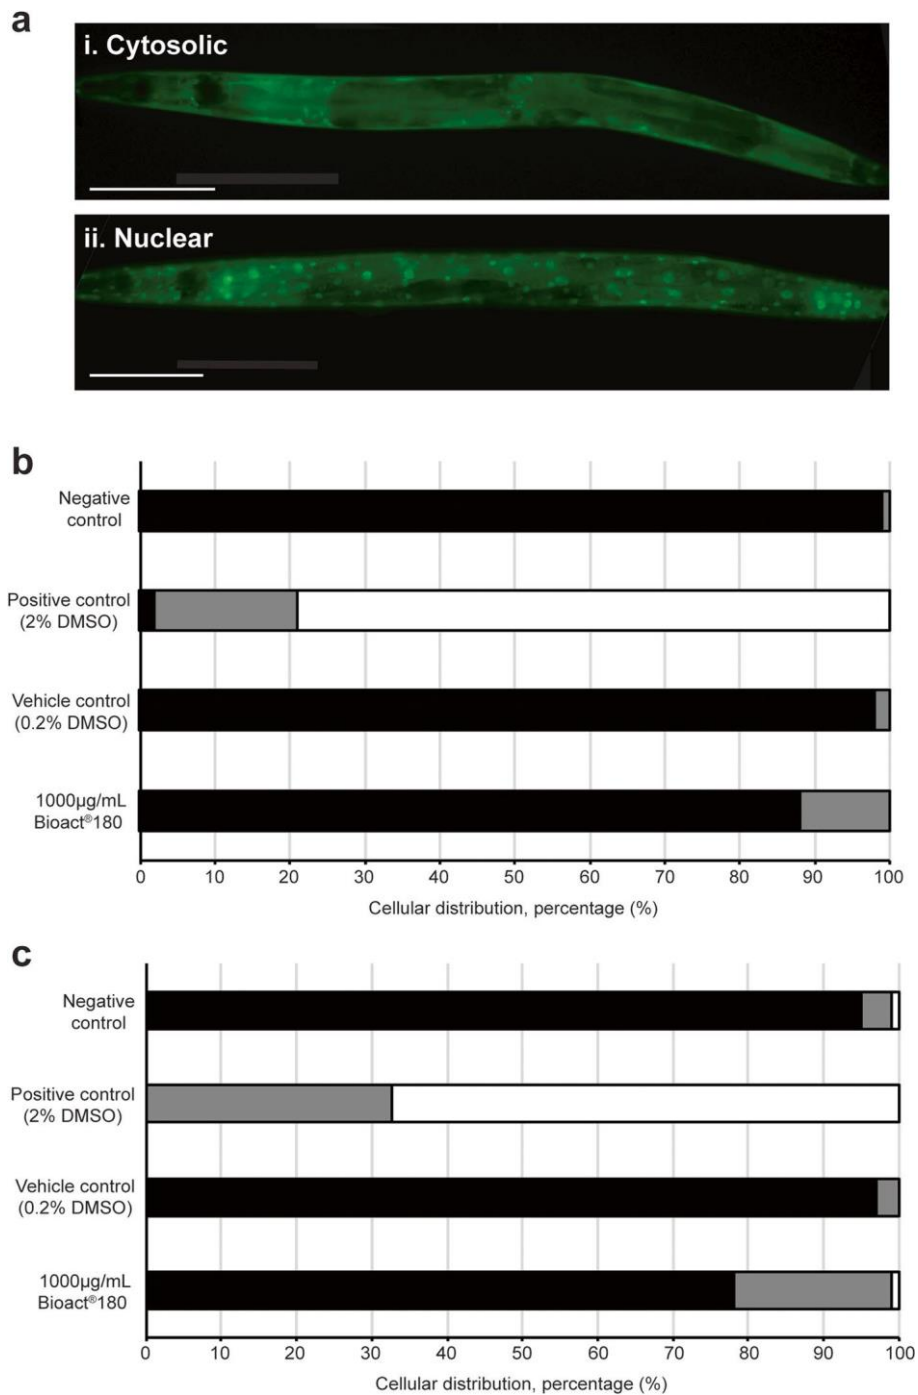 a
i. Cytosolic
ii. Nuclear
b
Negative
control
Positive control
(2% DMSO)
Vehicle control
(0.2% DMSO)
1000µg/mL
Bioact®180
0 10 20 30 40 50 60 70 80 90 100
Cellular distribution, percentage (%)
c
Negative
control
Positive control
(2% DMSO)
Vehicle control
(0.2% DMSO)
1000µg/mL
Bioact®180
0 10 20 30 40 50 60 70 80 90 100
Cellular distribution, percentage (%)